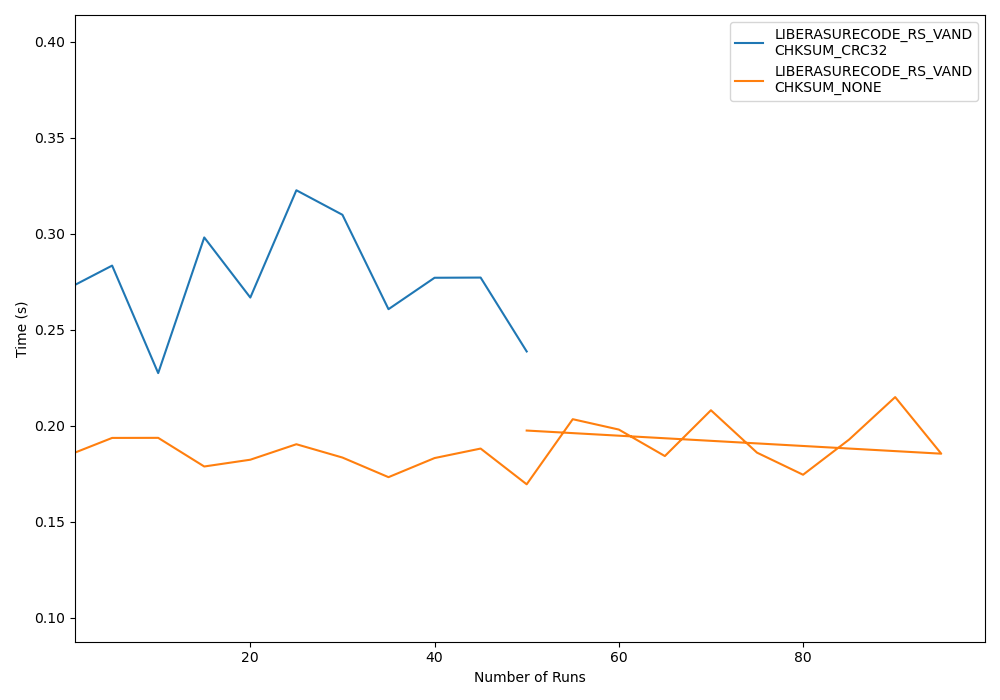 LIBERASURECODE_RS_VAND
CHKSUM_CRC32
LIBERASURECODE_RS_VAND
CHKSUM_NONE
Time (s)
0.40
0.35
0.30
0.25
0.20
0.15
0.10
20 40 60 80
Number of Runs